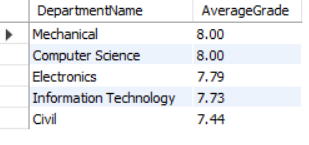 DepartmentName AverageGrade
Mechanical 8.00
Computer Science 8.00
Electronics 7.79
Information Technology 7.73
Civil 7.44